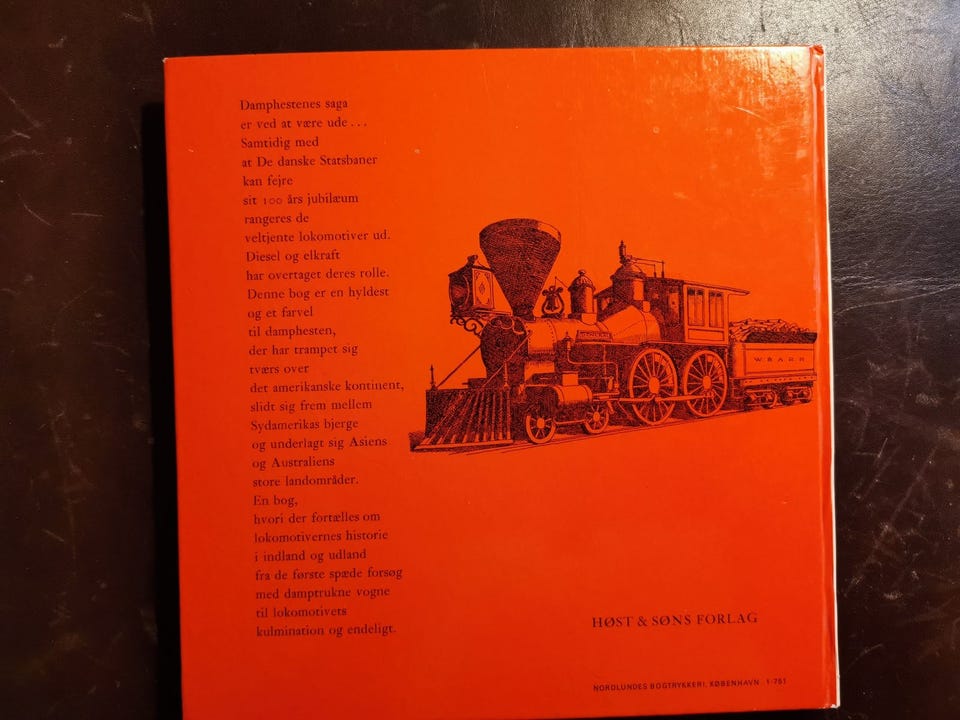 Damphestenes saga
er ved at være ude...
Samtidig med
at De danske Statsbaner
kan fejre
sit 100 års jubilæum
rangeres de
veltjente lokomotiver ud.
Diesel og elkraft
har overtaget deres rolle.
Denne bog er en hyldest
og et farvel
til damphesten,
der har trampet sig
tværs over
det amerikanske kontinent,
slidt sig frem mellem
Sydamerikas bjerge
og underlagt sig Asiens
og Australiens
store landområder.
En bog,
hvori der fortælles om
lokomotivernes historie
i indland og udland
fra de første spæde forsøg
med damptrukne vogne
til lokomotivets
kulmination og endeligt.
W & A. R R
HØST & SØNS FORLAG
NORDLUNDES BOGTRYKKERI, KØBENHAVN 1-761